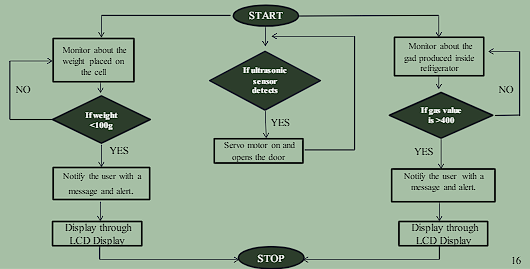 START
Monitor about the
weight placed on
the cell
NO
If weight
<100g
YES
Notify the user with a
message and alert.
Display through
LCD Display
If ultrasonic
sensor
detects
YES
Servo motor on and
opens the door
Monitor about the
gad produced inside
refrigerator
NO
If gas value
is >400
YES
Notify the user with a
message and alert.
Display through
LCD Display
STOP
16